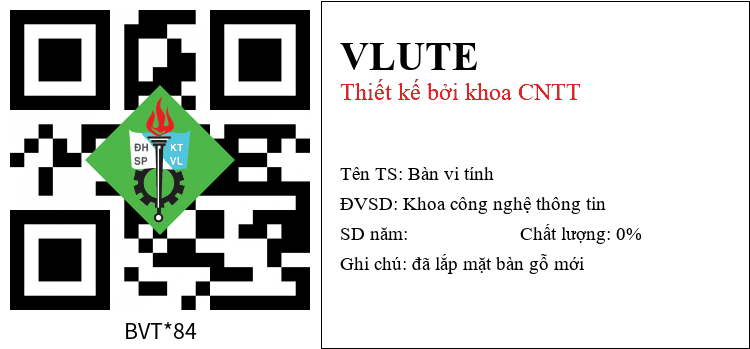 ĐH KT
SP VL
BVT*84
VLUTE
Thiết kế bởi khoa CNTT
Tên TS: Bàn vi tính
ĐVSD: Khoa công nghệ thông tin
SD năm: Chất lượng: 0%
Ghi chú: đã lắp mặt bàn gỗ mới